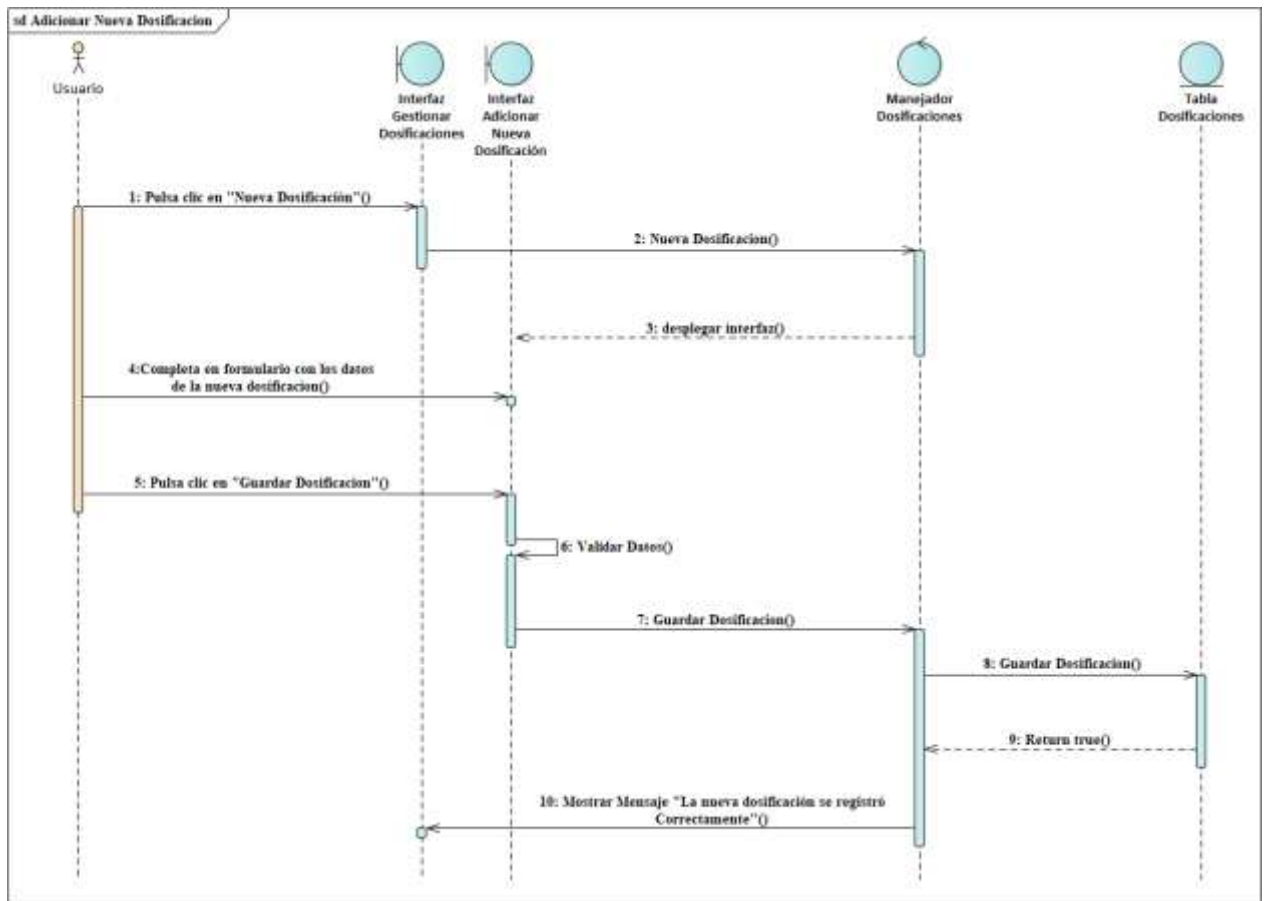 sd Adicionar Nueva Dosificacion
Usuario
Interfaz
Gestionar
Dosificaciones
Interfaz
Adicionar
Nueva
Dosificación
Manejador
Dosificaciones
Tabla
Dosificaciones
1: Pulsa clic en "Nueva Dosificación"()
2: Nueva Dosificacion()
3: desplegar interfaz()
4:Completa en formulario con los datos
de la nueva dosificacion()
5: Pulsa clic en "Guardar Dosificacion"()
6: Validar Datos()
7: Guardar Dosificacion()
8: Guardar Dosificacion()
9: Return true()
10: Mostrar Mensaje "La nueva dosificación se registró
Correctamente"()